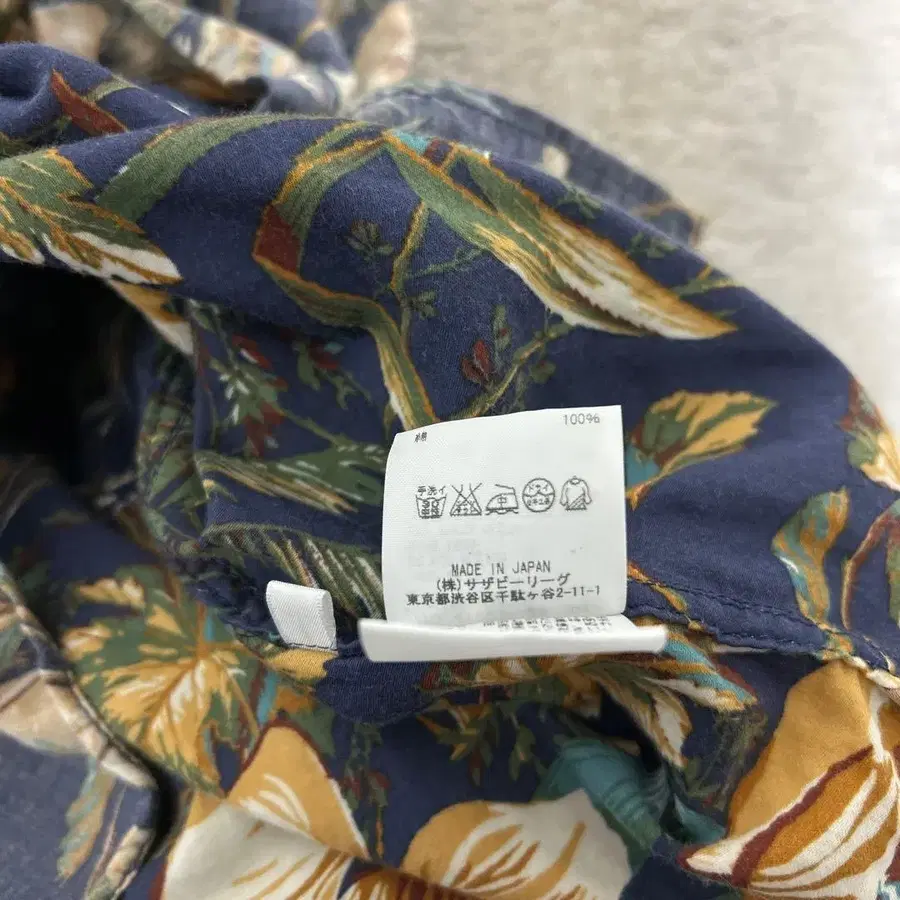 綿 100%
手洗イ
中
MADE IN JAPAN
(株)サザビーリーグ
東京都渋谷区千駄ヶ谷2-11-1